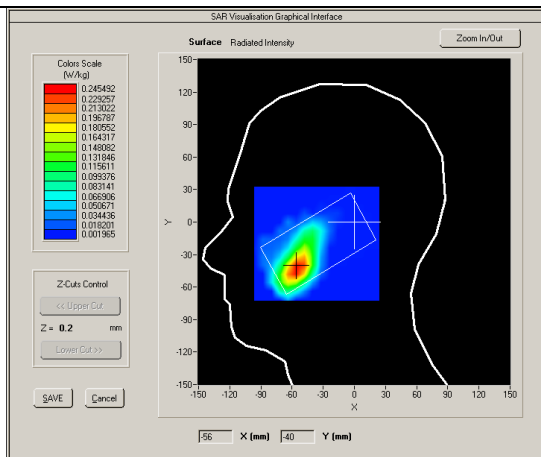 SAR Visualisation Graphical Interface
Surface Radiated Intensity
Zoom In/Out
Colors Scale
(W/kg)
0.245492
0.229257
0.213022
0.196787
0.180552
0.164317
0.148082
0.131846
0.115611
0.099376
0.083141
0.066906
0.050671
0.034436
0.018201
0.001965
Z-Cuts Control
<< Upper Cut
Z = 0.2 mm
Lower Cut >>
SAVE Cancel
150-
120-
90-
60-
30-
0-
-30-
-60-
-90-
-120-
-150-
Y
-150 -120 -90 -60 -30 0 30 60 90 120 150
X
-56 X (mm) -40 Y (mm)